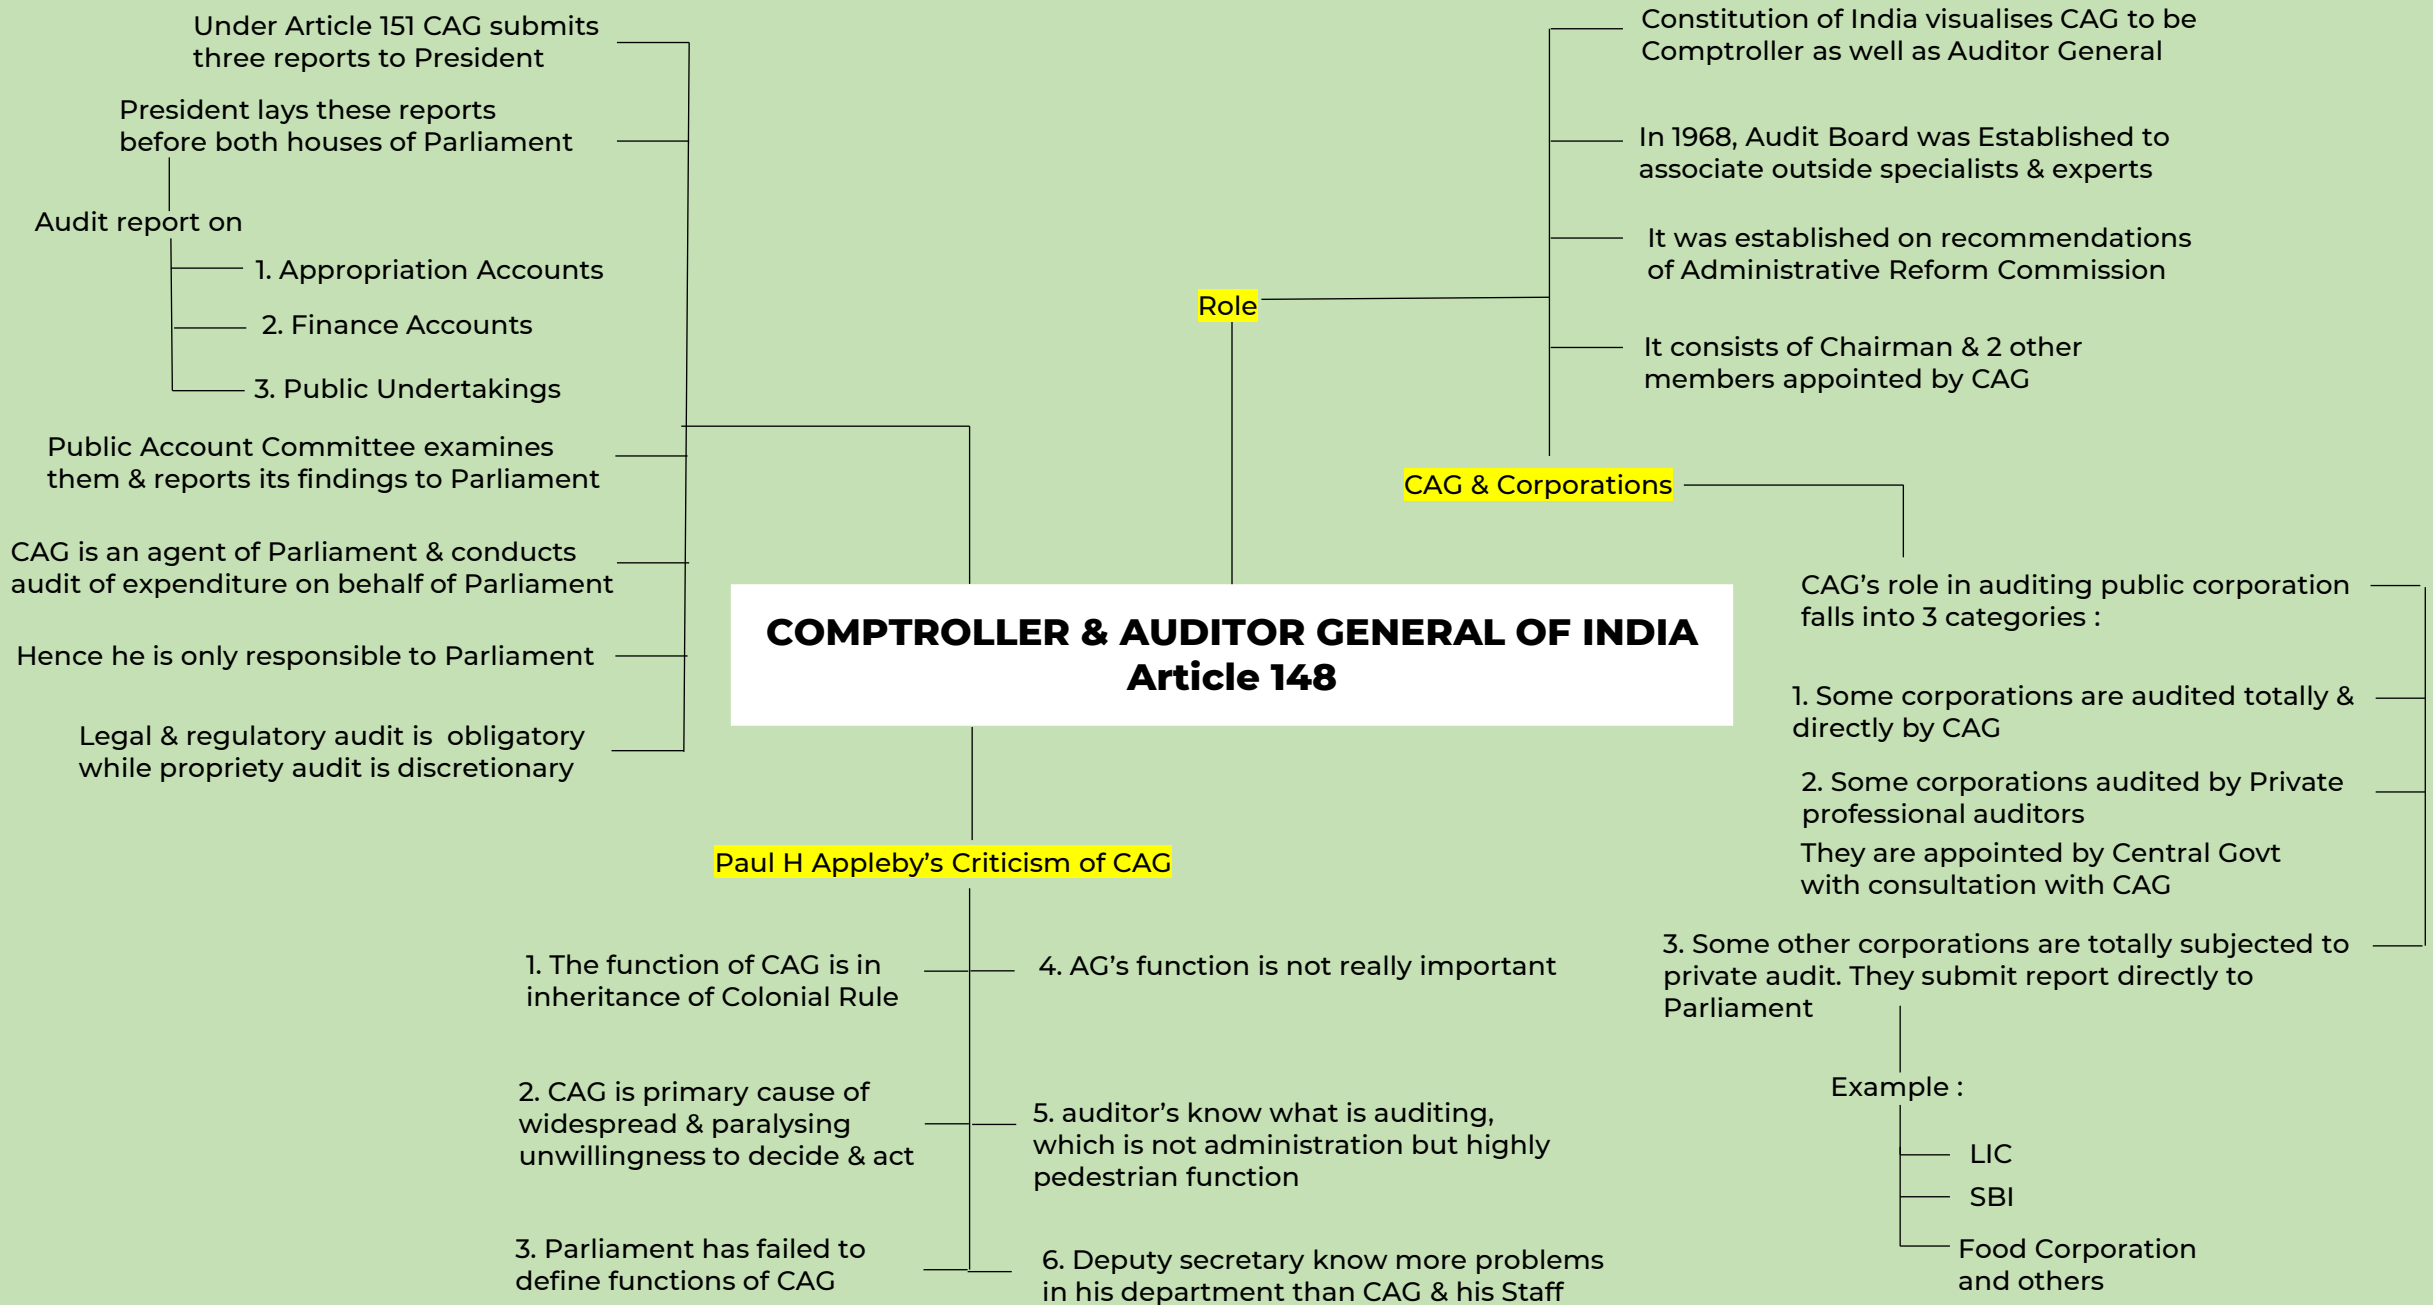 Under Article 151 CAG submits
three reports to President
President lays these reports
before both houses of Parliament
Audit report on
1. Appropriation Accounts
2. Finance Accounts
3. Public Undertakings
Public Account Committee examines
them & reports its findings to Parliament
CAG is an agent of Parliament & conducts
audit of expenditure on behalf of Parliament
Hence he is only responsible to Parliament
Legal & regulatory audit is obligatory
while propriety audit is discretionary
Role
Constitution of India visualises CAG to be
Comptroller as well as Auditor General
In 1968, Audit Board was Established to
associate outside specialists & experts
It was established on recommendations
of Administrative Reform Commission
It consists of Chairman & 2 other
members appointed by CAG
CAG & Corporations
CAG’s role in auditing public corporation
falls into 3 categories :
1. Some corporations are audited totally &
directly by CAG
2. Some corporations audited by Private
professional auditors
They are appointed by Central Govt
with consultation with CAG
3. Some other corporations are totally subjected to
private audit. They submit report directly to
Parliament
Example :
LIC
SBI
Food Corporation
and others
COMPTROLLER & AUDITOR GENERAL OF INDIA
Article 148
Paul H Appleby’s Criticism of CAG
1. The function of CAG is in
inheritance of Colonial Rule
2. CAG is primary cause of
widespread & paralysing
unwillingness to decide & act
3. Parliament has failed to
define functions of CAG
4. AG’s function is not really important
5. auditor’s know what is auditing,
which is not administration but highly
pedestrian function
6. Deputy secretary know more problems
in his department than CAG & his Staff